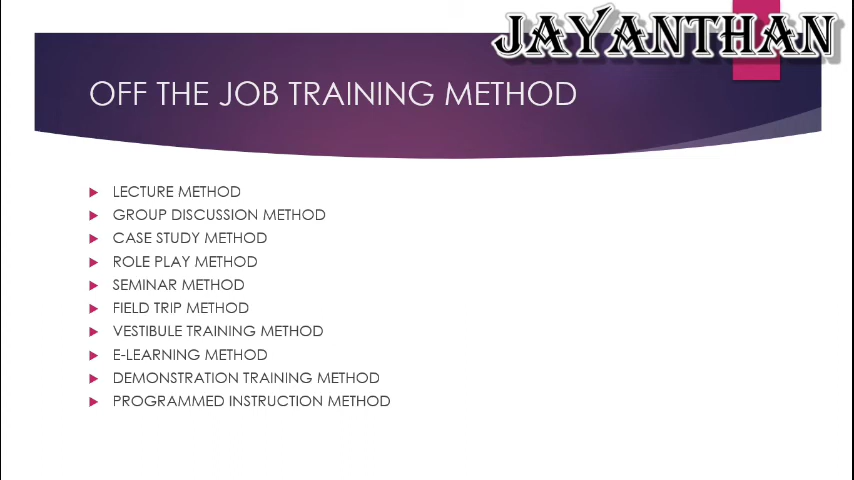 JAYANTHAN
OFF THE JOB TRAINING METHOD
LECTURE METHOD
GROUP DISCUSSION METHOD
CASE STUDY METHOD
ROLE PLAY METHOD
SEMINAR METHOD
FIELD TRIP METHOD
VESTIBULE TRAINING METHOD
E-LEARNING METHOD
DEMONSTRATION TRAINING METHOD
PROGRAMMED INSTRUCTION METHOD